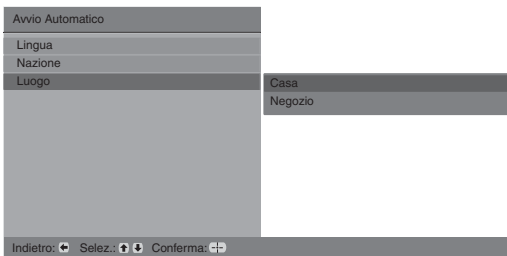 Avvio Automatico
Lingua
Nazione
Luogo
Casa
Negozio
Indietro: Selez.: Conferma: